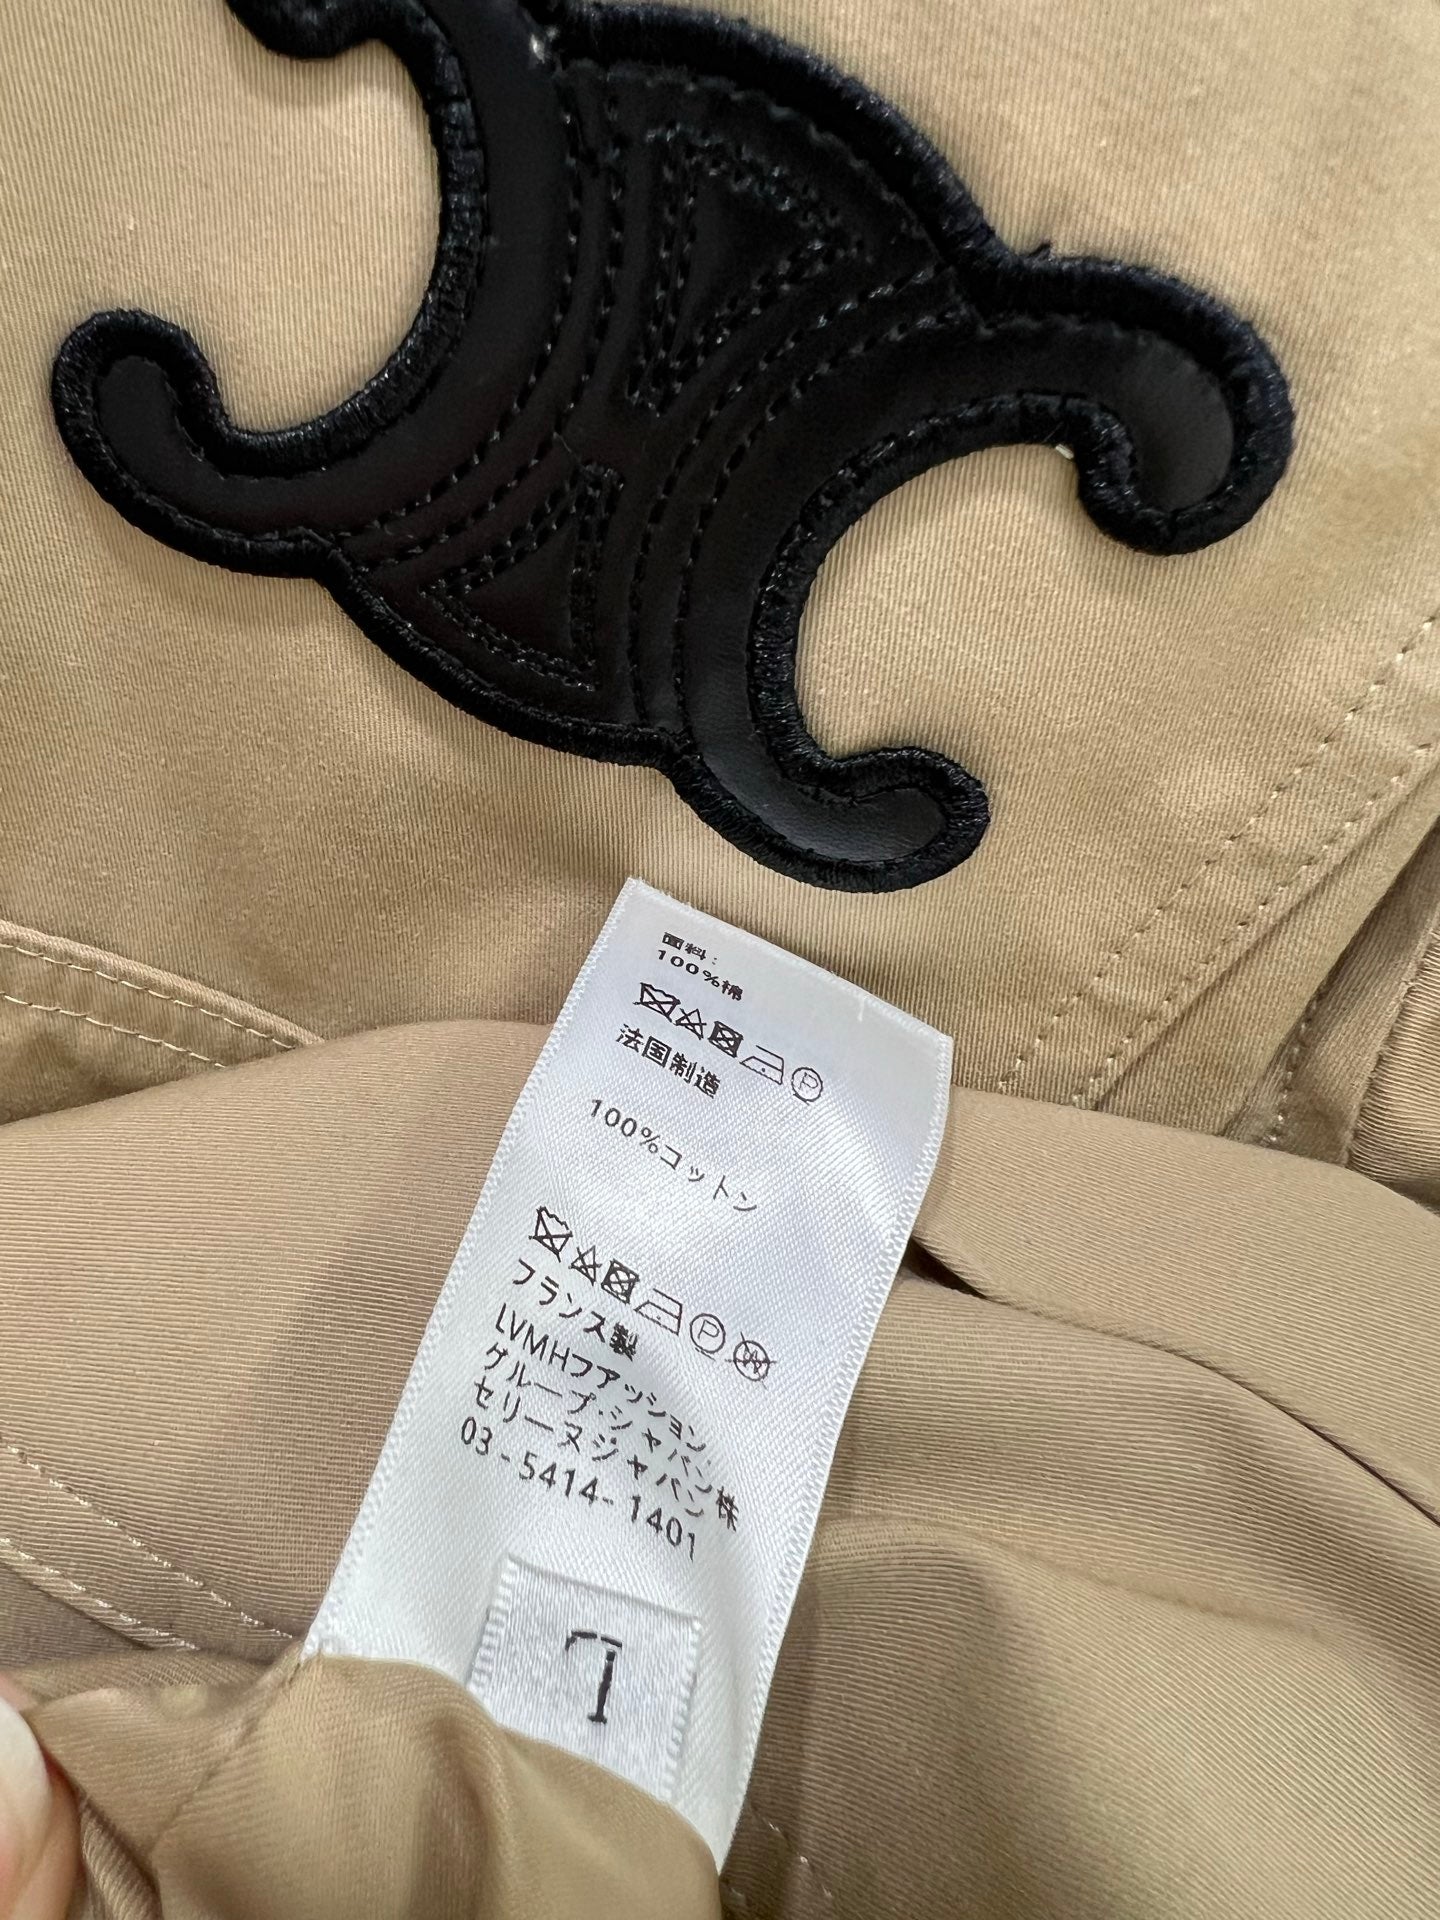 面料:
100%棉
P
法国制造
100%コットン
P W
フランス製
LVMHファッション・
グループ・ジャパン
セリーヌジャパン株
03-5414-1401
L